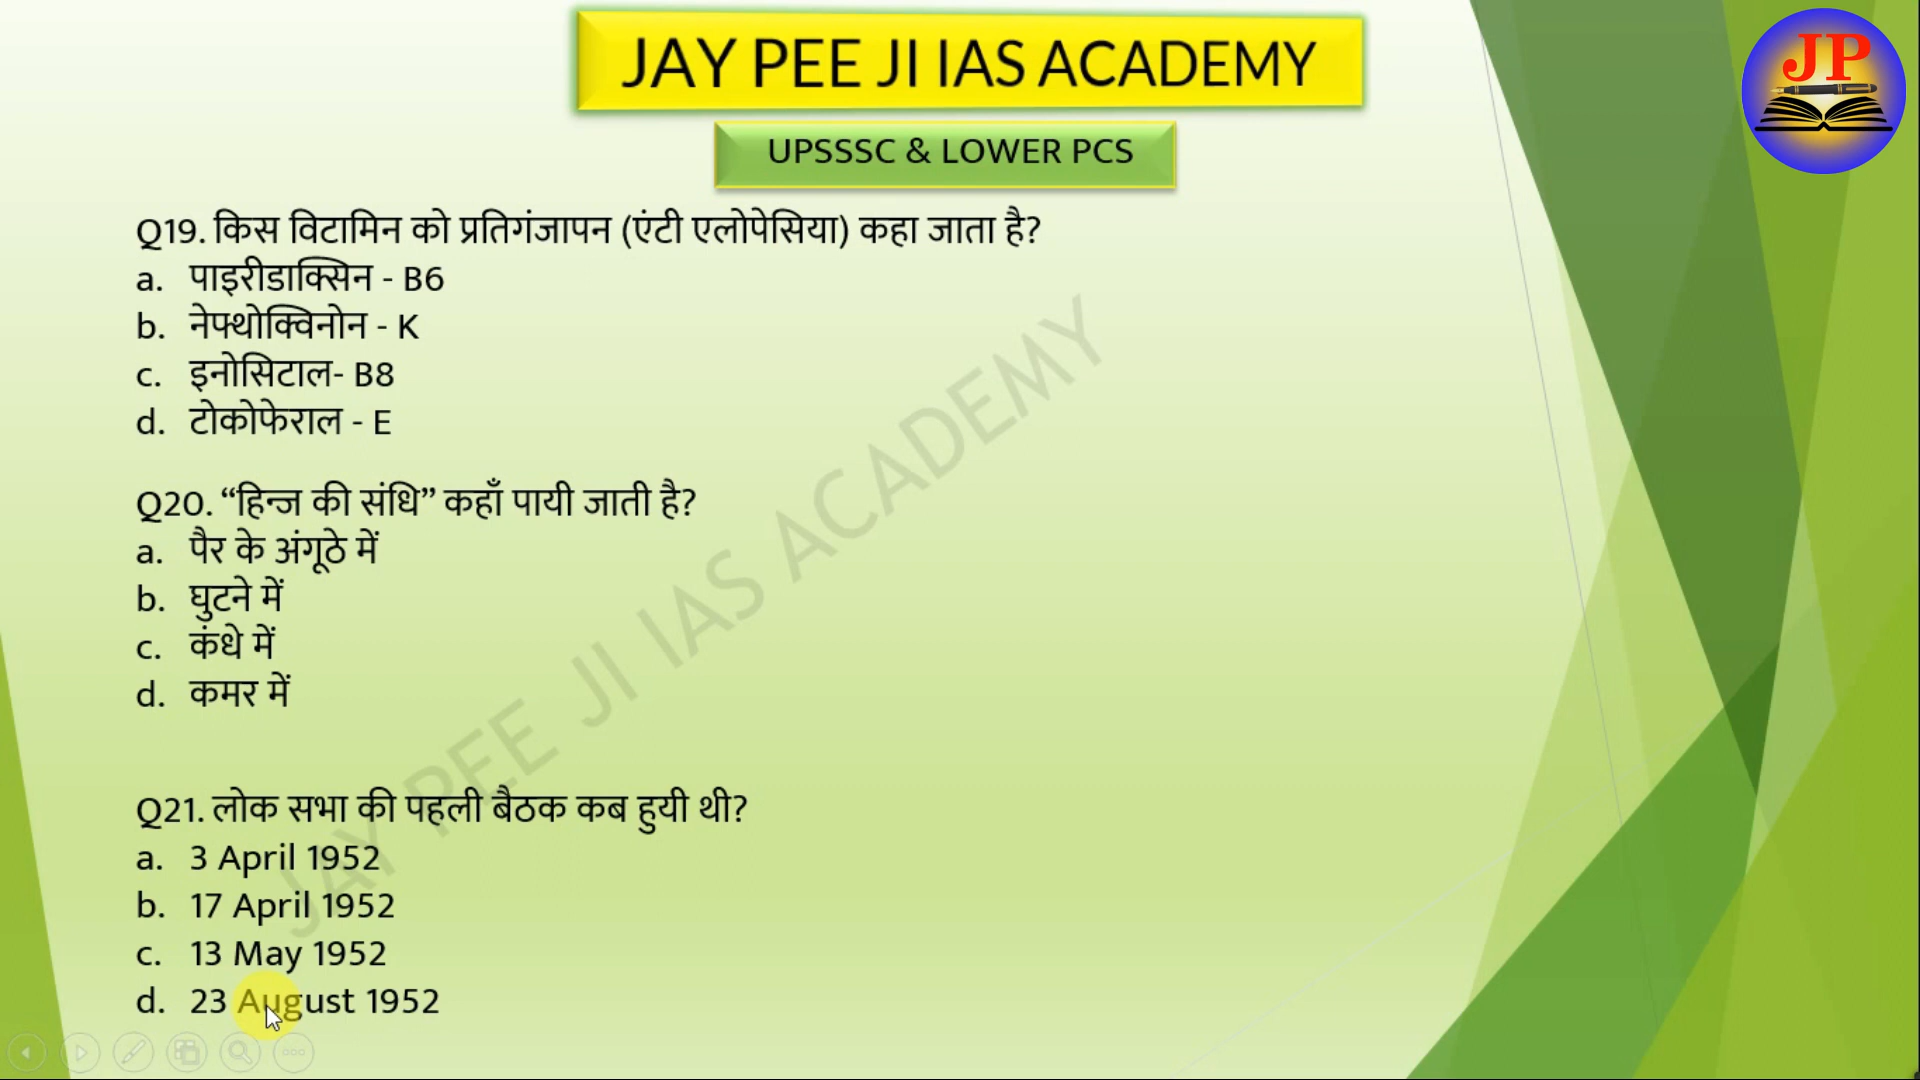 JAY PEE JI IAS ACADEMY
JP
UPSSSC & LOWER PCS
Q19. किस विटामिन को प्रतिगंजापन (एंटी एलोपेसिया) कहा जाता है?
a. पाइरीडाक्सिन - B6
b. नेफ्थोक्विनोन - K
c. इनोसिटाल- B8
d. टोकोफेराल - E
Q20. “हिन्ज की संधि” कहाँ पायी जाती है?
a. पैर के अंगूठे में
b. घुटने में
c. कंधे में
d. कमर में
JAY PEE JI IAS ACADEMY
Q21. लोक सभा की पहली बैठक कब हुयी थी?
a. 3 April 1952
b. 17 April 1952
c. 13 May 1952
d. 23 August 1952